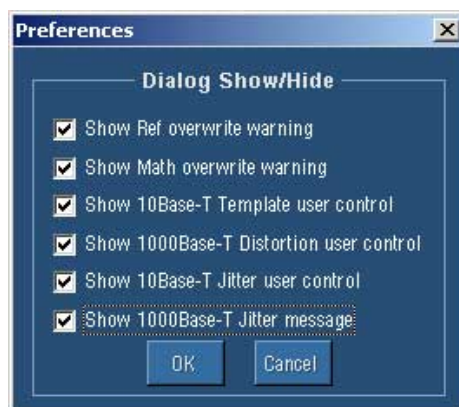 Preferences
Dialog Show/Hide
Show Ref overwrite warning
Show Math overwrite warning
Show 10Base-T Template user control
Show 1000Base-T Distortion user control
Show 10Base-T Jitter user control
Show 1000Base-T Jitter message
OK Cancel